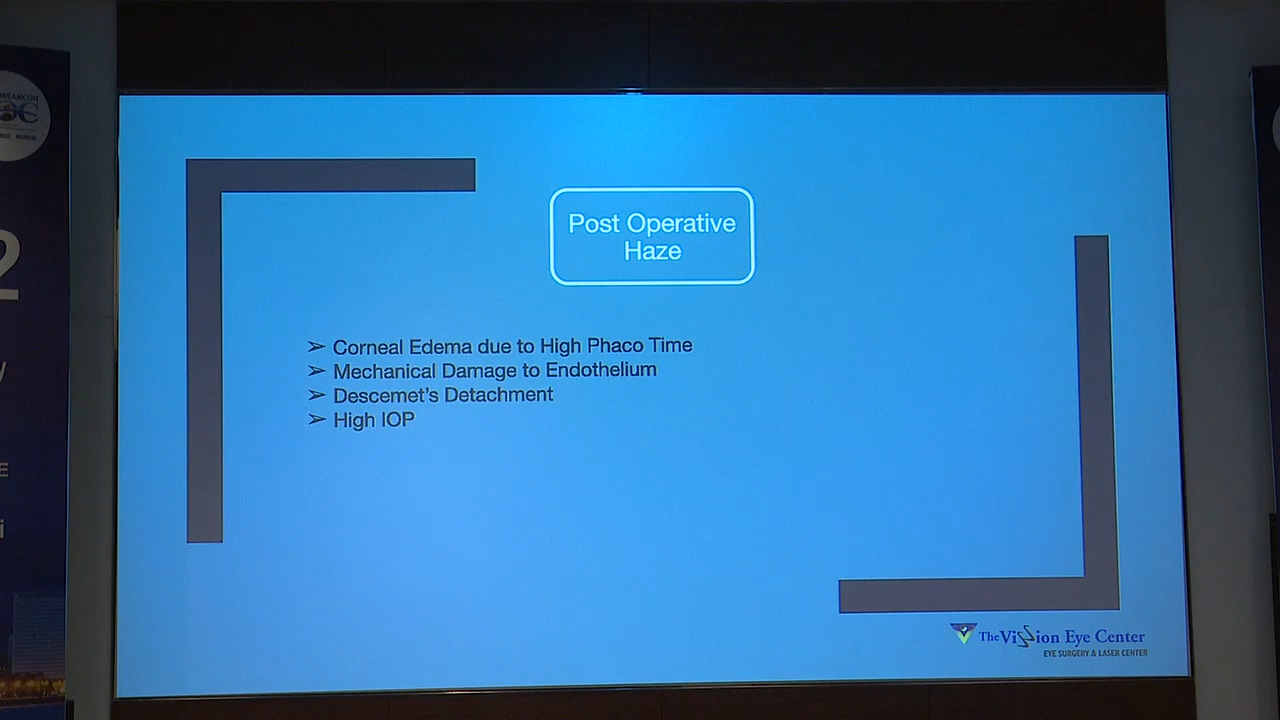 2
Post Operative
Haze
➢ Corneal Edema due to High Phaco Time
➢ Mechanical Damage to Endothelium
➢ Descemet's Detachment
➢ High IOP
The Vision Eye Center
EYE SURGERY & LASER CENTER